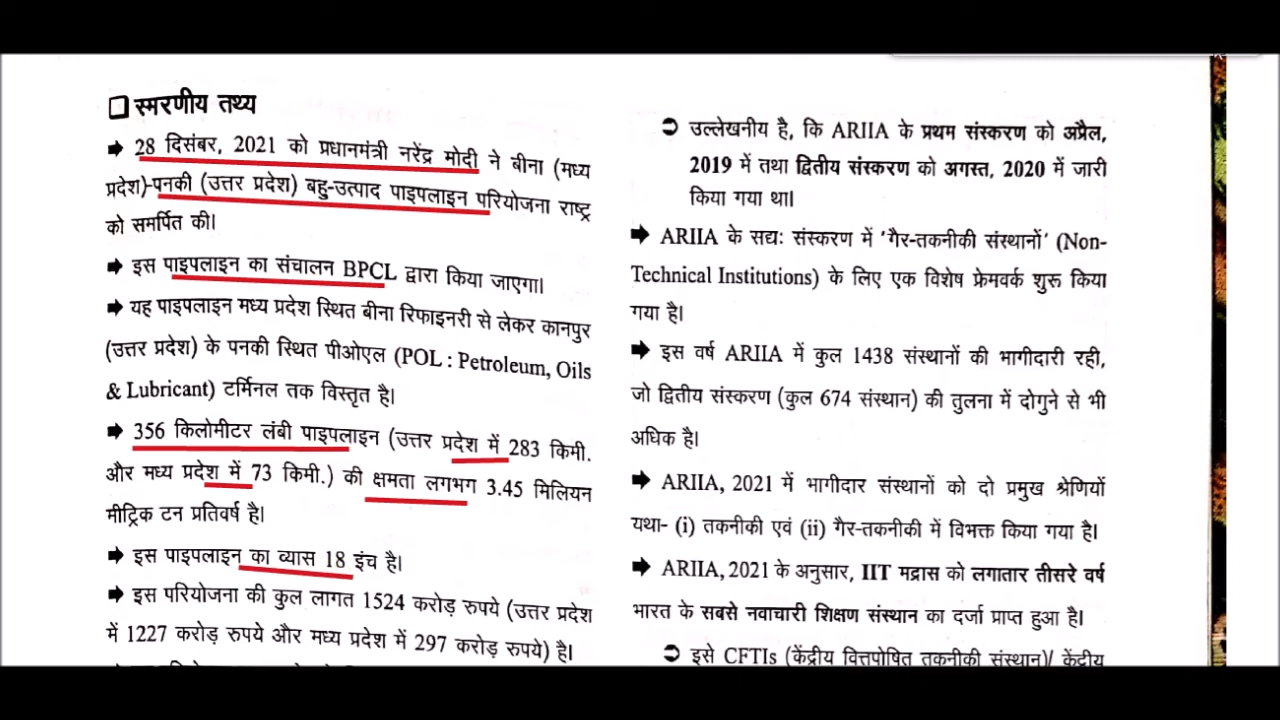 स्मरणीय तथ्य
➡ 28 दिसंबर, 2021 को प्रधानमंत्री नरेंद्र मोदी ने बीना (मध्य
प्रदेश)-पनकी (उत्तर प्रदेश) बहु-उत्पाद पाइपलाइन परियोजना राष्ट्र
को समर्पित की।
➡ इस पाइपलाइन का संचालन BPCL द्वारा किया जाएगा।
➡ यह पाइपलाइन मध्य प्रदेश स्थित बीना रिफाइनरी से लेकर कानपुर
(उत्तर प्रदेश) के पनकी स्थित पीओएल (POL : Petroleum, Oils
& Lubricant) टर्मिनल तक विस्तृत है।
➡ 356 किलोमीटर लंबी पाइपलाइन (उत्तर प्रदेश में 283 किमी.
और मध्य प्रदेश में 73 किमी.) की क्षमता लगभग 3.45 मिलियन
मीट्रिक टन प्रतिवर्ष है।
➡ इस पाइपलाइन का व्यास 18 इंच है।
➡ इस परियोजना की कुल लागत 1524 करोड़ रुपये (उत्तर प्रदेश
में 1227 करोड़ रुपये और मध्य प्रदेश में 297 करोड़ रुपये) है।
➲ उल्लेखनीय है, कि ARIIA के प्रथम संस्करण को अप्रैल,
2019 में तथा द्वितीय संस्करण को अगस्त, 2020 में जारी
किया गया था।
➡ ARIIA के सद्यः संस्करण में 'गैर-तकनीकी संस्थानों' (Non-
Technical Institutions) के लिए एक विशेष फ्रेमवर्क शुरू किया
गया है।
➡ इस वर्ष ARIIA में कुल 1438 संस्थानों की भागीदारी रही,
जो द्वितीय संस्करण (कुल 674 संस्थान) की तुलना में दोगुने से भी
अधिक है।
➡ ARIIA, 2021 में भागीदार संस्थानों को दो प्रमुख श्रेणियों
यथा- (i) तकनीकी एवं (ii) गैर-तकनीकी में विभक्त किया गया है।
➡ ARIIA, 2021 के अनुसार, IIT मद्रास को लगातार तीसरे वर्ष
भारत के सबसे नवाचारी शिक्षण संस्थान का दर्जा प्राप्त हुआ है।
➲ इसे CFTIs (केंद्रीय वित्तपोषित तकनीकी संस्थान)/ केंद्रीय